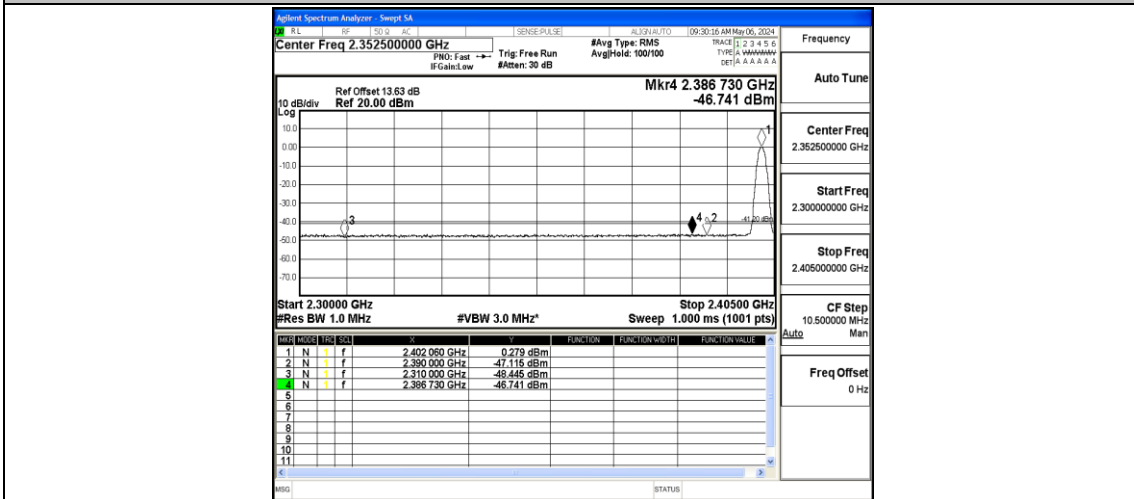 Agilent Spectrum Analyzer - Swept SA
RL RF 50 Ω AC SENSE:PULSE ALIGN AUTO 09:30:16 AM May 06, 2024
Center Freq 2.352500000 GHz
PNO: Fast
IFGain:Low
Trig: Free Run
#Atten: 30 dB
#Avg Type: RMS
Avg|Hold: 100/100
TRACE 1 2 3 4 5 6
TYPE A WWWWW
DET A A A A A A
Frequency
Auto Tune
Mkr4 2.386 730 GHz
-46.741 dBm
Ref Offset 13.63 dB
10 dB/div Ref 20.00 dBm
Log
10.0
0.00
-10.0
-20.0
-30.0
-40.0
-50.0
-60.0
-70.0
1
3
4
2
-41.20 dBm
Center Freq
2.352500000 GHz
Start Freq
2.300000000 GHz
Stop Freq
2.405000000 GHz
CF Step
10.500000 MHz
Auto Man
Freq Offset
0 Hz
Start 2.30000 GHz Stop 2.40500 GHz
#Res BW 1.0 MHz #VBW 3.0 MHz* Sweep 1.000 ms (1001 pts)
MKR MODE TRC SCL X Y FUNCTION FUNCTION WIDTH FUNCTION VALUE
1 N 1 f 2.402 060 GHz 0.279 dBm
2 N 1 f 2.390 000 GHz -47.115 dBm
3 N 1 f 2.310 000 GHz -48.445 dBm
4 N 1 f 2.386 730 GHz -46.741 dBm
5
6
7
8
9
10
11
MSG STATUS